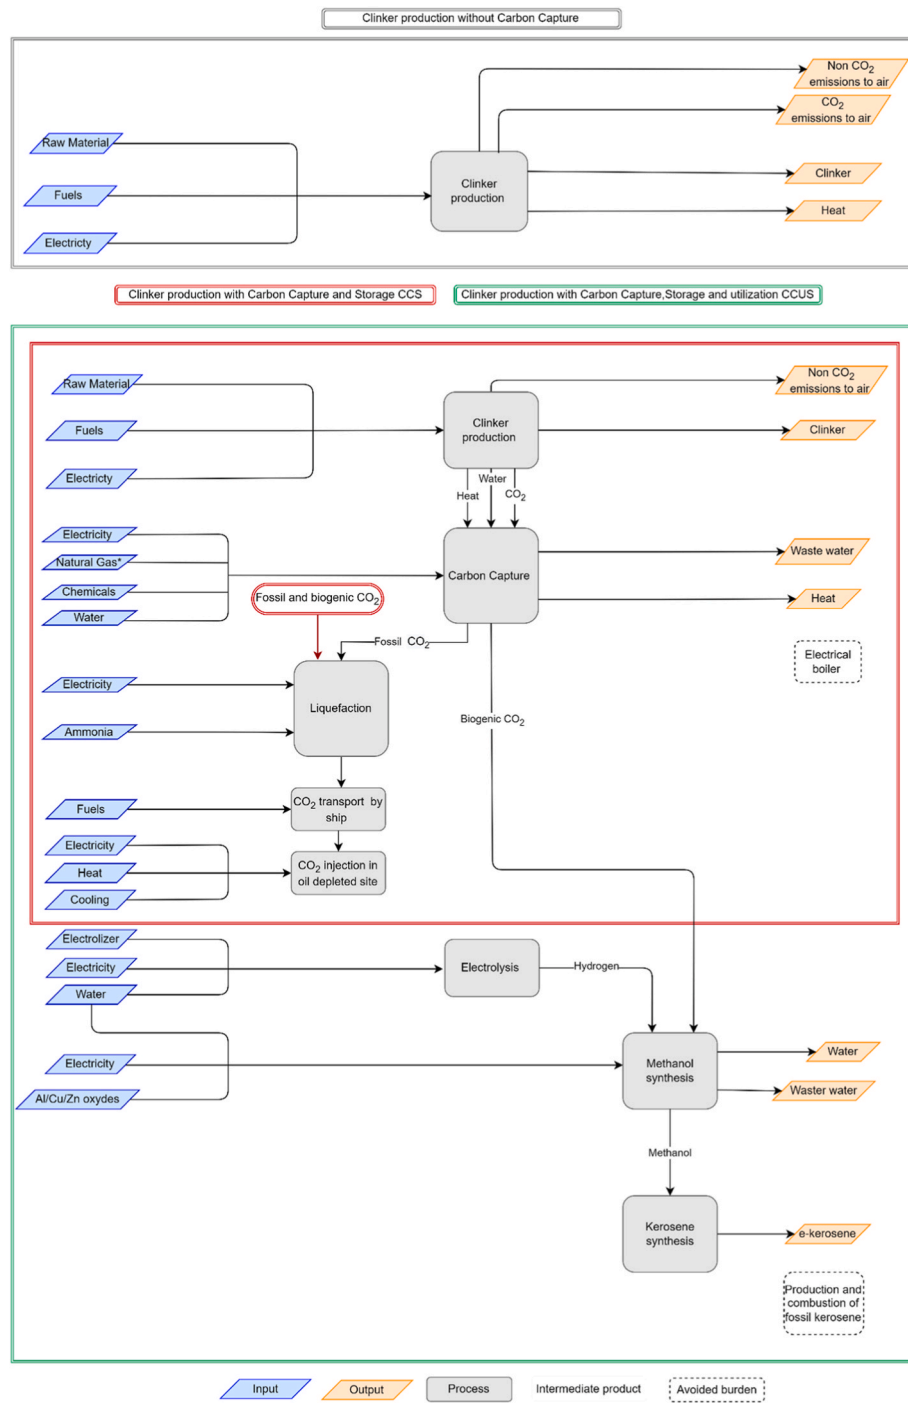 Clinker production without Carbon Capture
Non CO2
emissions to air
CO2
emissions to air
Raw Material
Clinker
production
Clinker
Fuels
Heat
Electricty
Clinker production with Carbon Capture and Storage CCS
Clinker production with Carbon Capture,Storage and utilization CCUS
Raw Material
Non CO2
emissions to air
Fuels
Clinker
production
Clinker
Electricty
Heat
Water
CO2
Electricity
Natural Gas*
Chemicals
Water
Carbon Capture
Waste water
Heat
Fossil and biogenic CO2
Fossil CO2
Electrical
boiler
Electricity
Liquefaction
Ammonia
Biogenic CO2
Fuels
CO2 transport by
ship
Electricity
Heat
Cooling
CO2 injection in
oil depleted site
Electrolizer
Electricity
Water
Electrolysis
Hydrogen
Electricity
Al/Cu/Zn oxydes
Methanol
synthesis
Water
Waster water
Methanol
Kerosene
synthesis
e-kerosene
Production and
combustion of
fossil kerosene
Input
Output
Process
Intermediate product
Avoided burden